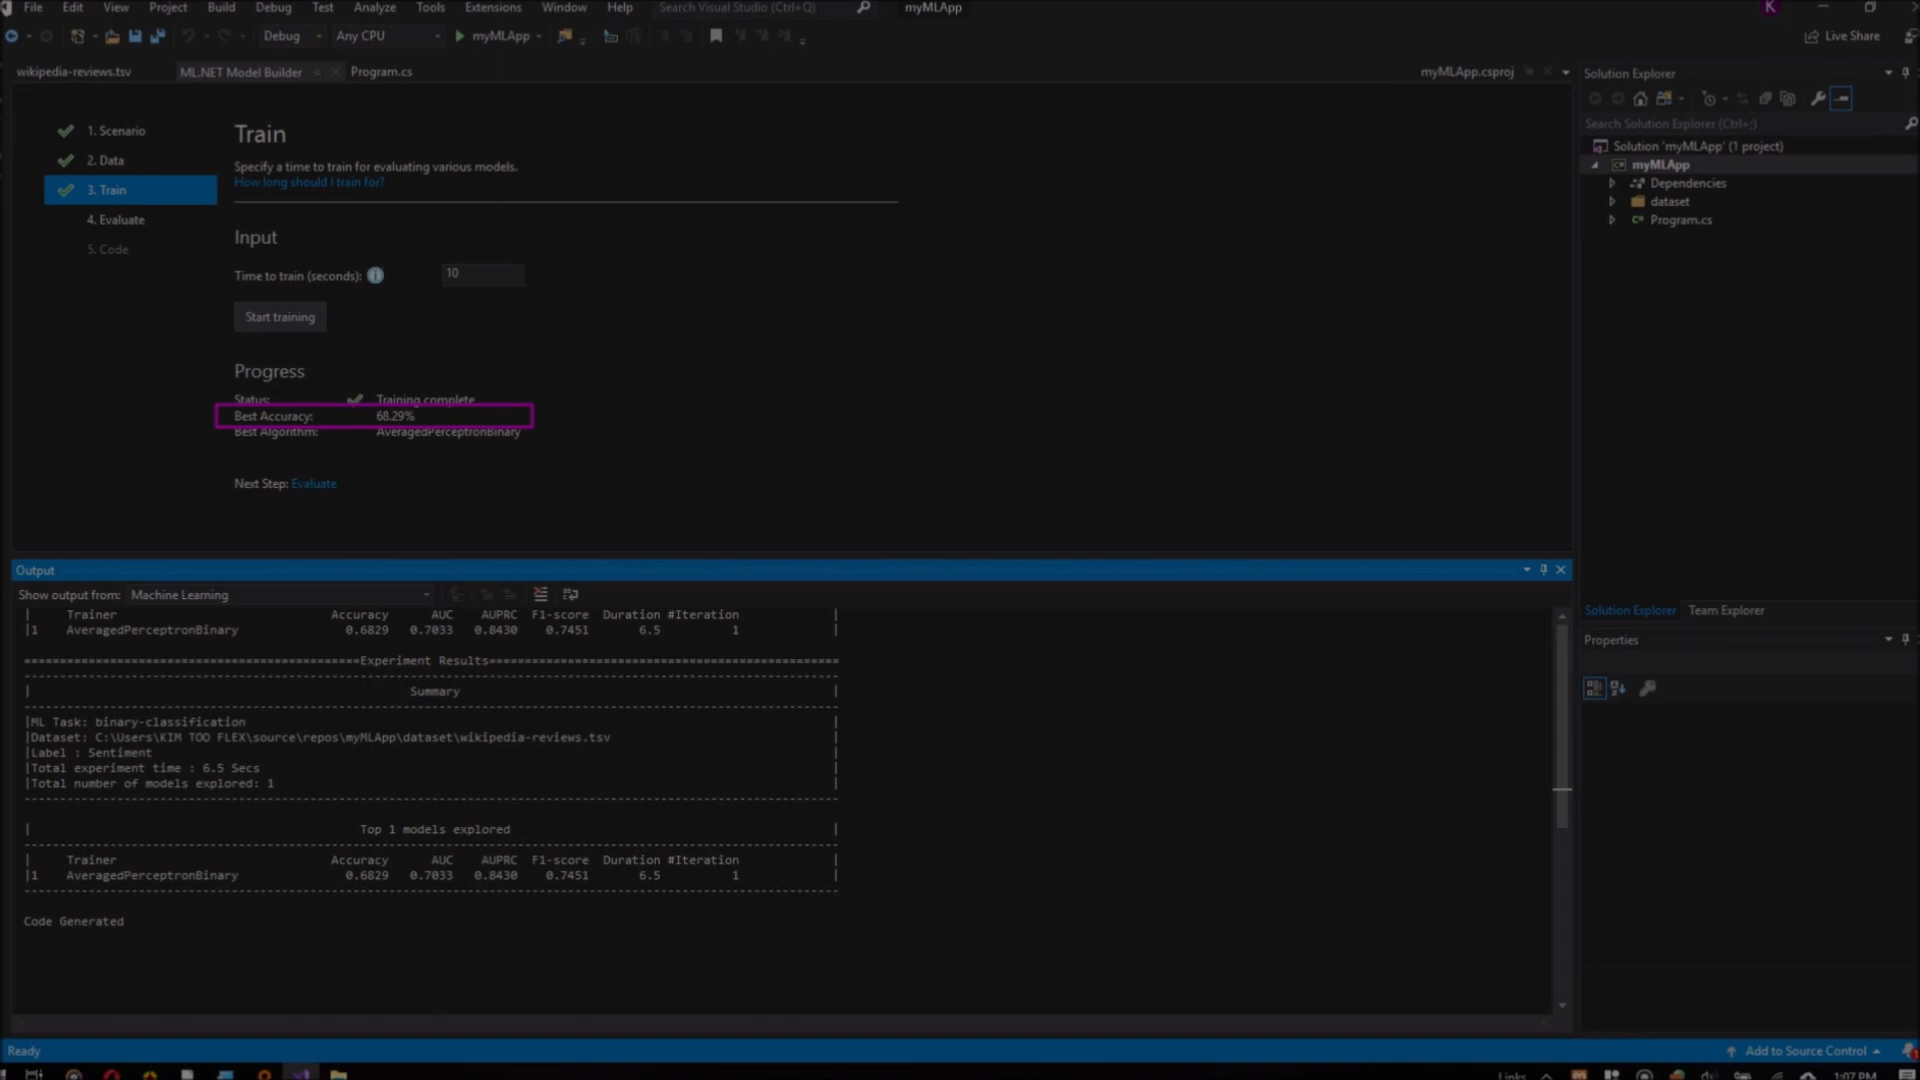 File Edit View Project Build Debug Test Analyze Tools Extensions Window Help Search Visual Studio (Ctrl+Q) myMLApp K
Debug Any CPU myMLApp Live Share
wikipedia-reviews.tsv ML.NET Model Builder Program.cs myMLApp.csproj
1. Scenario
2. Data
3. Train
4. Evaluate
5. Code
Train
Specify a time to train for evaluating various models.
How long should I train for?
Input
Time to train (seconds): 10
Start training
Progress
Status: Training complete
Best Accuracy: 68.29%
Best Algorithm: AveragedPerceptronBinary
Next Step: Evaluate
Solution Explorer
Search Solution Explorer (Ctrl+;)
Solution 'myMLApp' (1 project)
myMLApp
Dependencies
dataset
Program.cs
Solution Explorer Team Explorer
Properties
Output
Show output from: Machine Learning
| Trainer Accuracy AUC AUPRC F1-score Duration #Iteration |
|1 AveragedPerceptronBinary 0.6829 0.7033 0.8430 0.7451 6.5 1 |
===============================================Experiment Results=================================================
| Summary |
|ML Task: binary-classification |
|Dataset: C:\Users\KIM TOO FLEX\source\repos\myMLApp\dataset\wikipedia-reviews.tsv |
|Label : Sentiment |
|Total experiment time : 6.5 Secs |
|Total number of models explored: 1 |
| Top 1 models explored |
| Trainer Accuracy AUC AUPRC F1-score Duration #Iteration |
|1 AveragedPerceptronBinary 0.6829 0.7033 0.8430 0.7451 6.5 1 |
Code Generated
Ready Add to Source Control
Links 1:07 PM